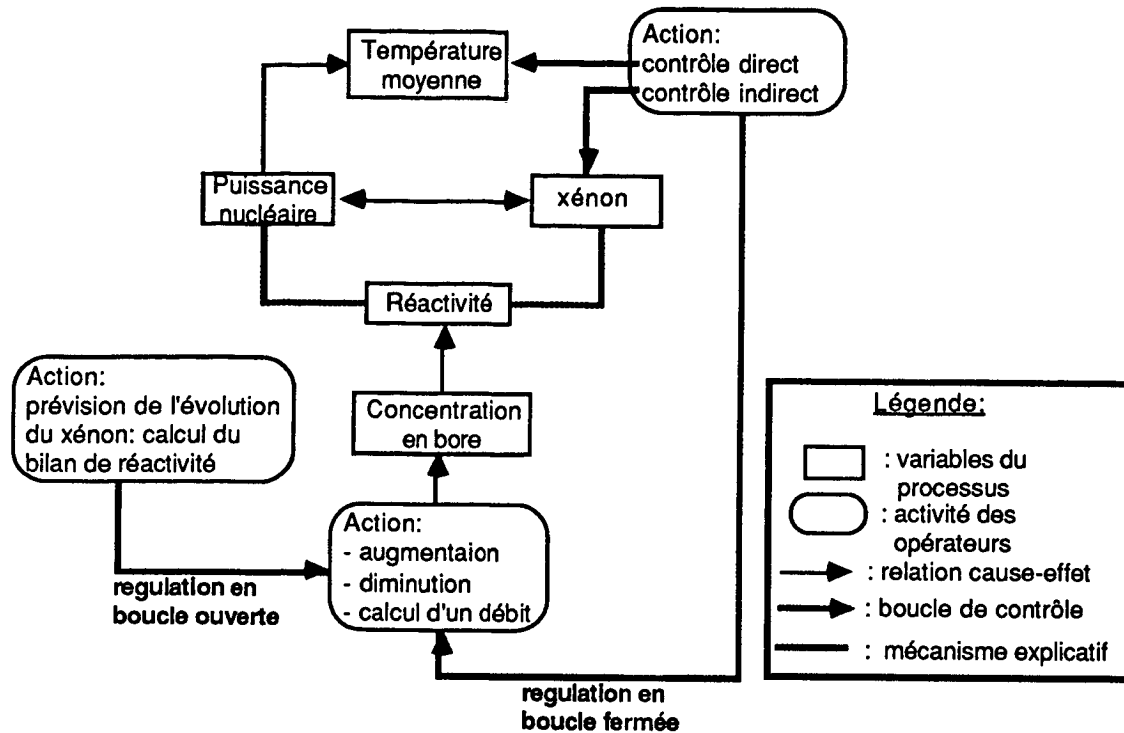 Température
moyenne
Action:
contrôle direct
contrôle indirect
Puissance
nucléaire
xénon
Réactivité
Action:
prévision de l'évolution
du xénon: calcul du
bilan de réactivité
Concentration
en bore
Action:
- augmentaion
- diminution
- calcul d'un débit
regulation en
boucle ouverte
regulation en
boucle fermée
Légende:
: variables du
processus
: activité des
opérateurs
: relation cause-effet
: boucle de contrôle
: mécanisme explicatif